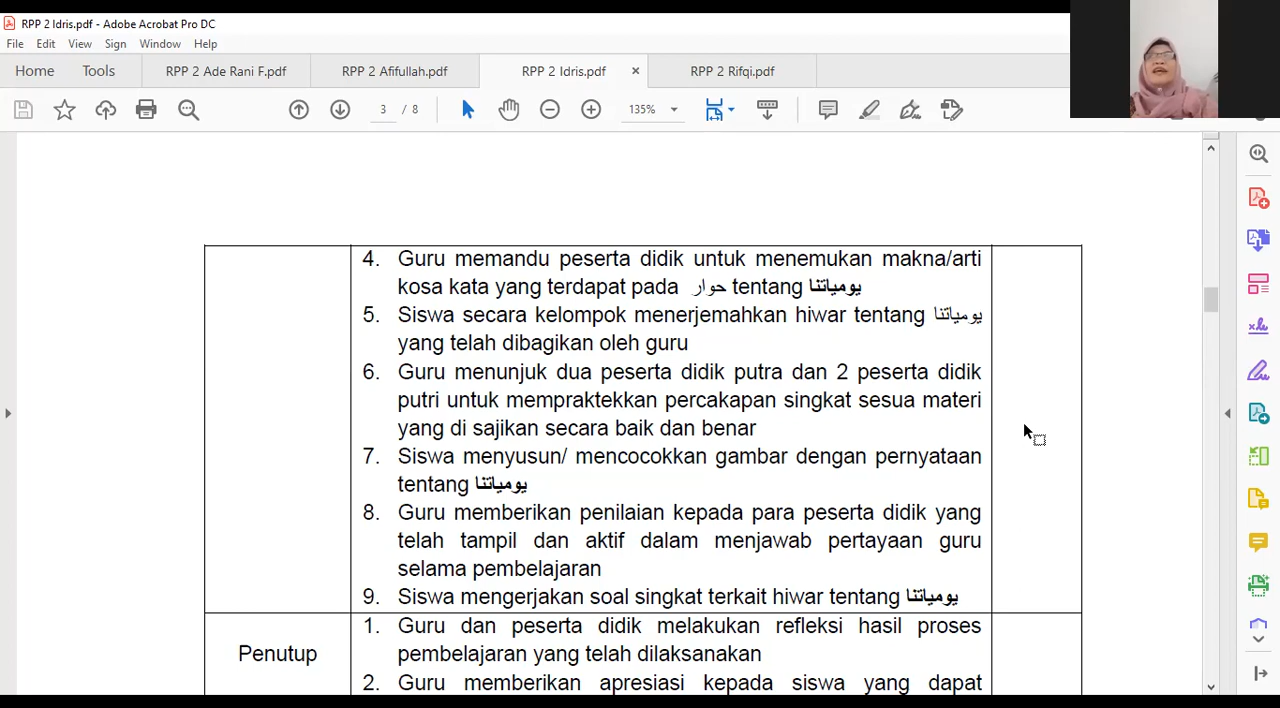 RPP 2 Idris.pdf - Adobe Acrobat Pro DC
File Edit View Sign Window Help
Home Tools RPP 2 Ade Rani F.pdf RPP 2 Afifullah.pdf RPP 2 Idris.pdf × RPP 2 Rifqi.pdf
3 / 8 135%
4. Guru memandu peserta didik untuk menemukan makna/arti
kosa kata yang terdapat pada حوار tentang يومياتنا
5. Siswa secara kelompok menerjemahkan hiwar tentang يومياتنا
yang telah dibagikan oleh guru
6. Guru menunjuk dua peserta didik putra dan 2 peserta didik
putri untuk mempraktekkan percakapan singkat sesua materi
yang di sajikan secara baik dan benar
7. Siswa menyusun/ mencocokkan gambar dengan pernyataan
tentang يومياتنا
8. Guru memberikan penilaian kepada para peserta didik yang
telah tampil dan aktif dalam menjawab pertayaan guru
selama pembelajaran
9. Siswa mengerjakan soal singkat terkait hiwar tentang يومياتنا
Penutup
1. Guru dan peserta didik melakukan refleksi hasil proses
pembelajaran yang telah dilaksanakan
2. Guru memberikan apresiasi kepada siswa yang dapat